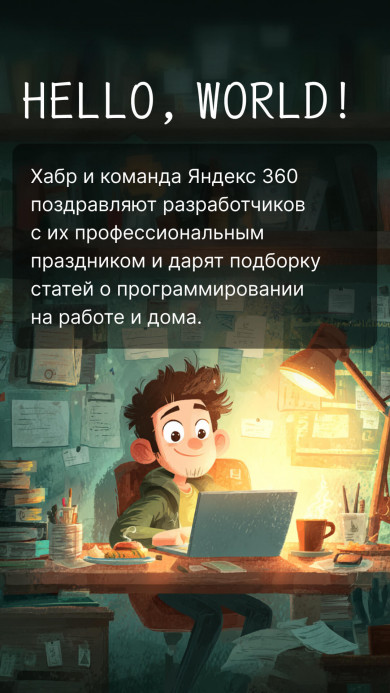 HELLO, WORLD!
Хабр и команда Яндекс 360
поздравляют разработчиков
с их профессиональным
праздником и дарят подборку
статей о программировании
на работе и дома.